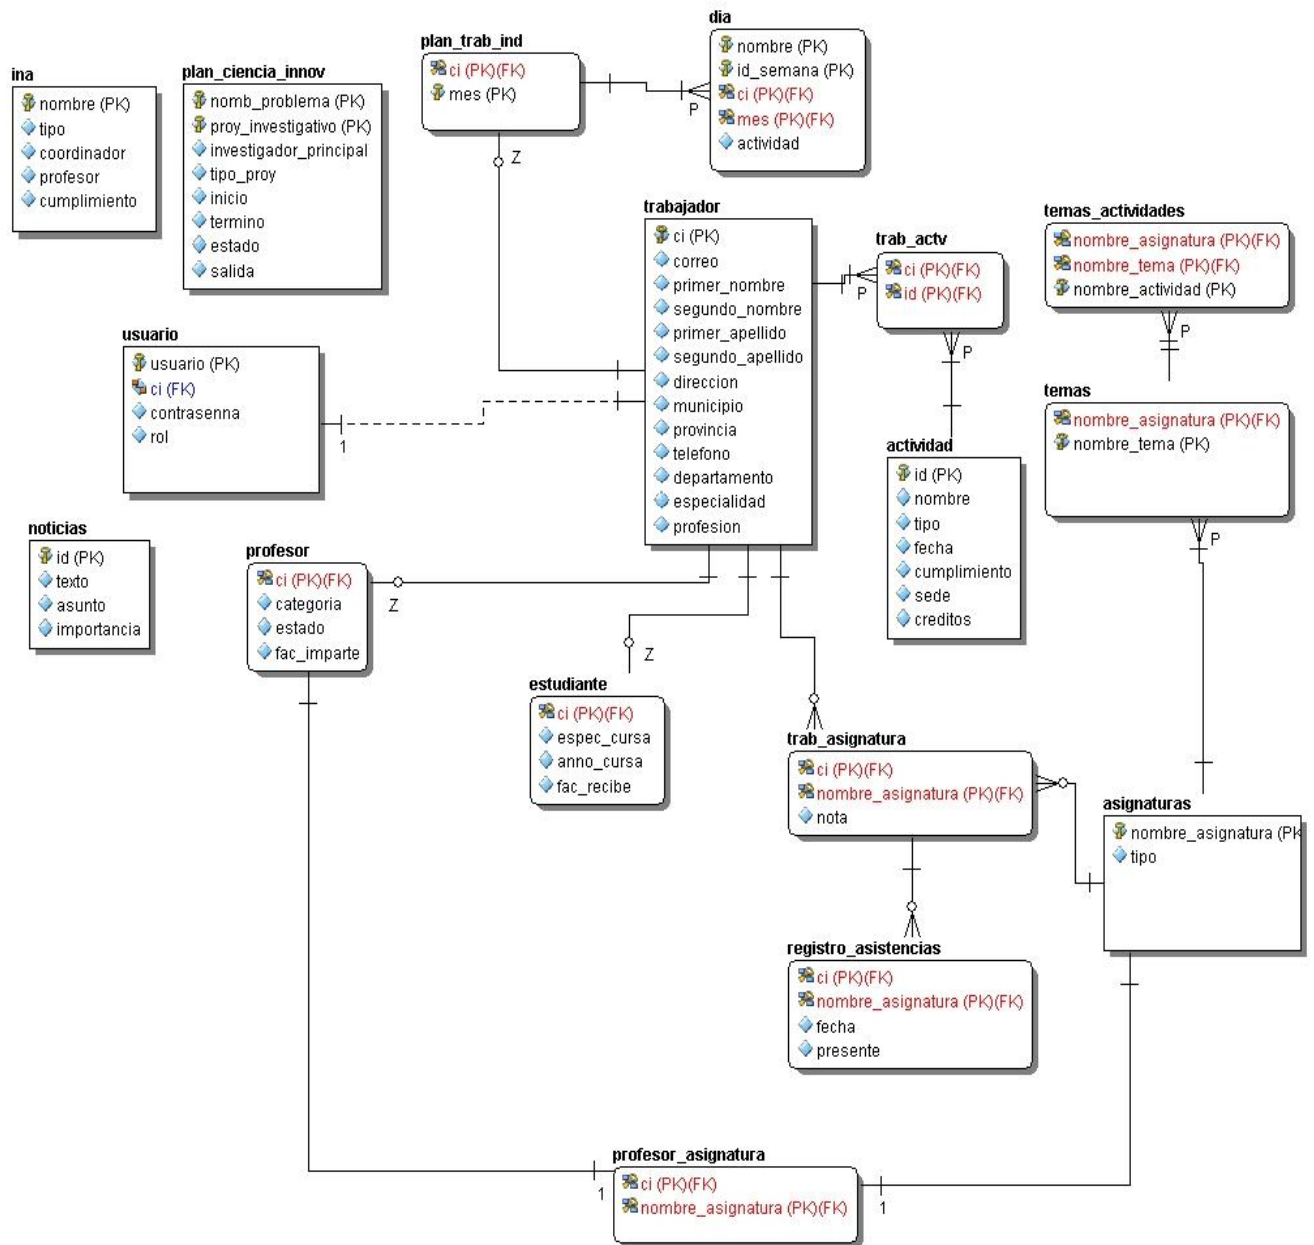 ina
nombre (PK)
tipo
coordinador
profesor
cumplimiento
plan_ciencia_innov
nomb_problema (PK)
proy_investigativo (PK)
investigador_principal
tipo_proy
inicio
termino
estado
salida
plan_trab_ind
ci (PK)(FK)
mes (PK)
Z
dia
nombre (PK)
id_semana (PK)
ci (PK)(FK)
mes (PK)(FK)
actividad
P
trabajador
ci (PK)
correo
primer_nombre
segundo_nombre
primer_apellido
segundo_apellido
direccion
municipio
provincia
telefono
departamento
especialidad
profesion
trab_actv
ci (PK)(FK)
id (PK)(FK)
P
P
temas_actividades
nombre_asignatura (PK)(FK)
nombre_tema (PK)(FK)
nombre_actividad (PK)
P
usuario
usuario (PK)
ci (FK)
contrasenna
rol
1
temas
nombre_asignatura (PK)(FK)
nombre_tema (PK)
P
actividad
id (PK)
nombre
tipo
fecha
cumplimiento
sede
creditos
noticias
id (PK)
texto
asunto
importancia
profesor
ci (PK)(FK)
categoria
estado
fac_imparte
Z
estudiante
ci (PK)(FK)
espec_cursa
anno_cursa
fac_recibe
Z
trab_asignatura
ci (PK)(FK)
nombre_asignatura (PK)(FK)
nota
asignaturas
nombre_asignatura (PK
tipo
registro_asistencias
ci (PK)(FK)
nombre_asignatura (PK)(FK)
fecha
presente
profesor_asignatura
ci (PK)(FK)
nombre_asignatura (PK)(FK)
1
1